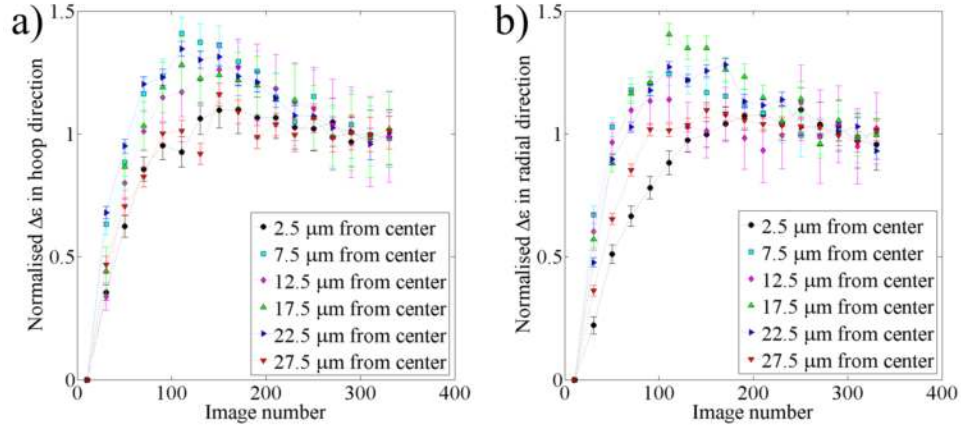 a)
Normalised Δε in hoop direction
1.5
1
0.5
0
2.5 μm from center
7.5 μm from center
12.5 μm from center
17.5 μm from center
22.5 μm from center
27.5 μm from center
0 100 200 300 400
Image number
b)
Normalised Δε in radial direction
1.5
1
0.5
0
2.5 μm from center
7.5 μm from center
12.5 μm from center
17.5 μm from center
22.5 μm from center
27.5 μm from center
0 100 200 300 400
Image number